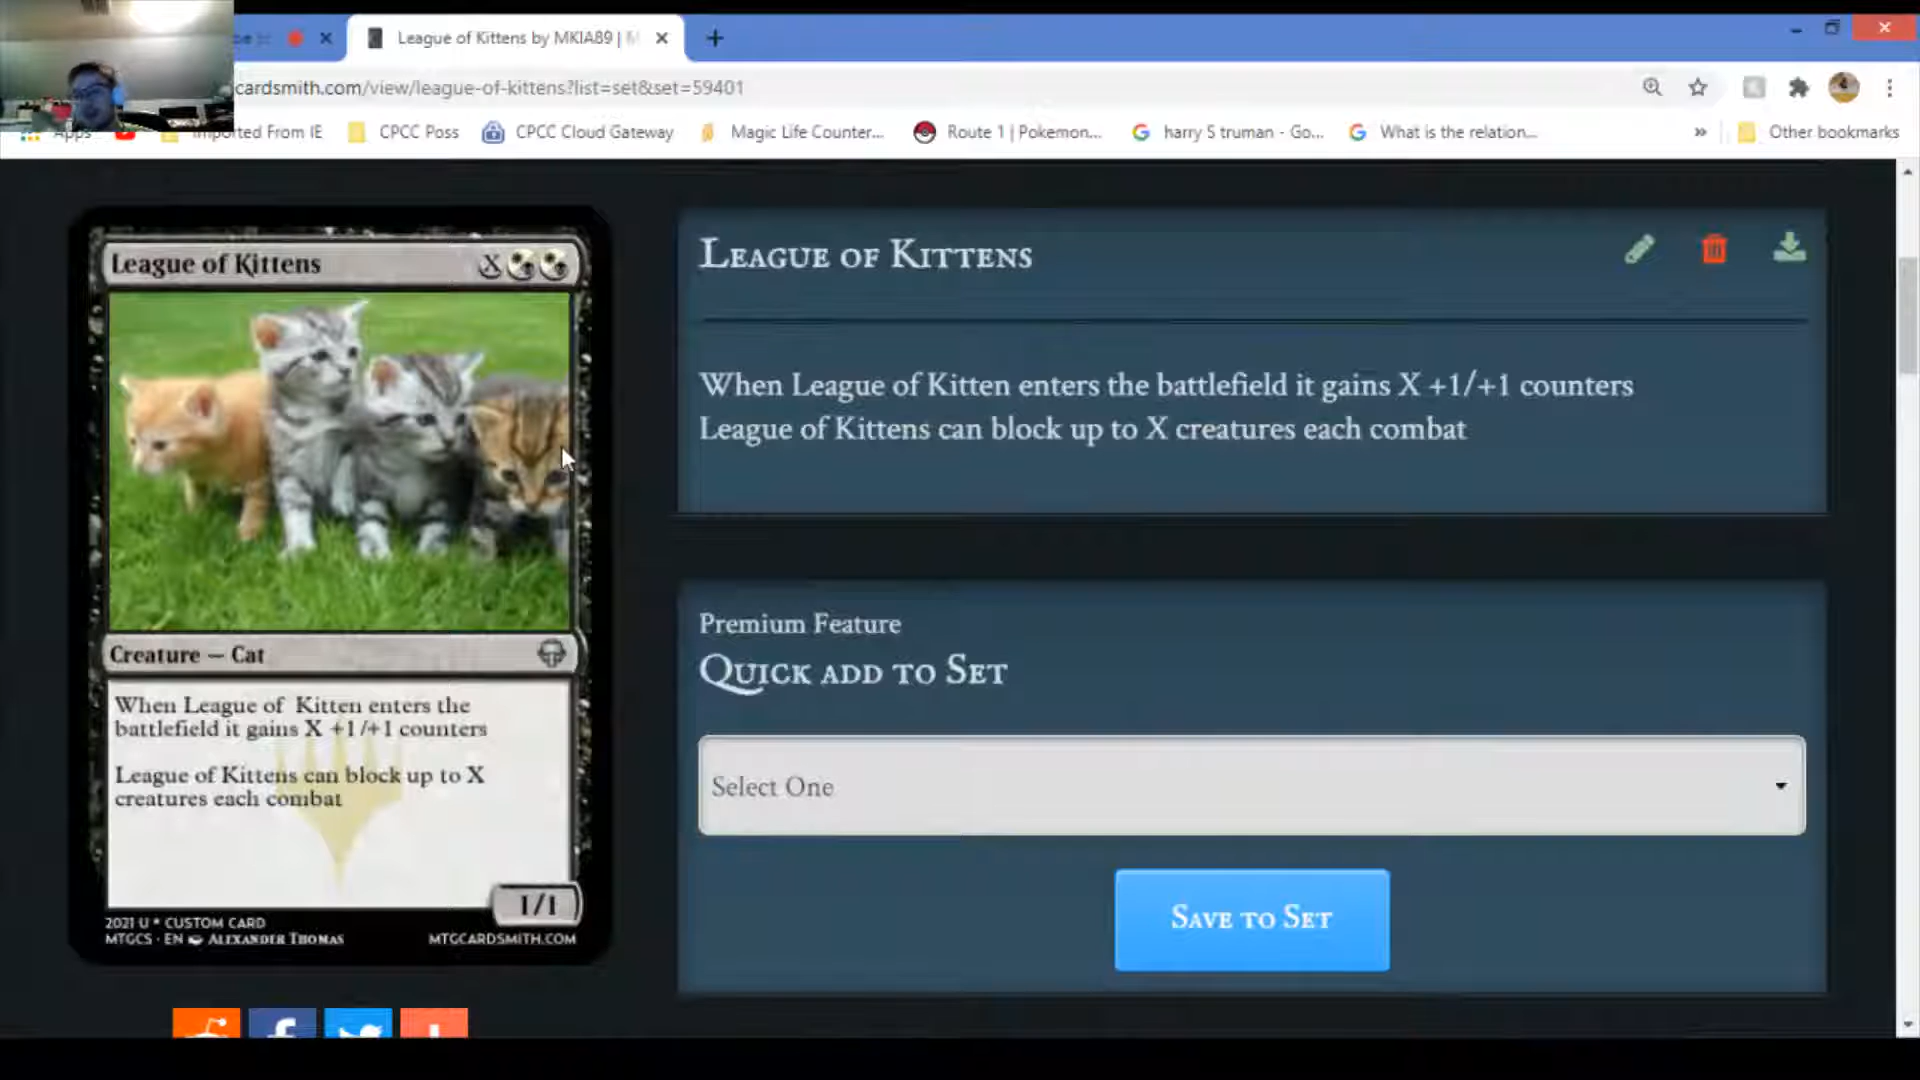 League of Kittens by MKIA89 |
cardsmith.com/view/league-of-kittens?list=set&set=59401
Apps
Imported From IE
CPCC Poss
CPCC Cloud Gateway
Magic Life Counter...
Route 1 | Pokemon...
harry S truman - Go...
What is the relation...
»
Other bookmarks
League of Kittens X
Creature — Cat
When League of Kitten enters the
battlefield it gains X +1/+1 counters
League of Kittens can block up to X
creatures each combat
1/1
2021 U * CUSTOM CARD
MTGCS · EN ALEXANDER THOMAS
MTGCARDSMITH.COM
LEAGUE OF KITTENS
When League of Kitten enters the battlefield it gains X +1/+1 counters
League of Kittens can block up to X creatures each combat
Premium Feature
QUICK ADD TO SET
Select One
SAVE TO SET